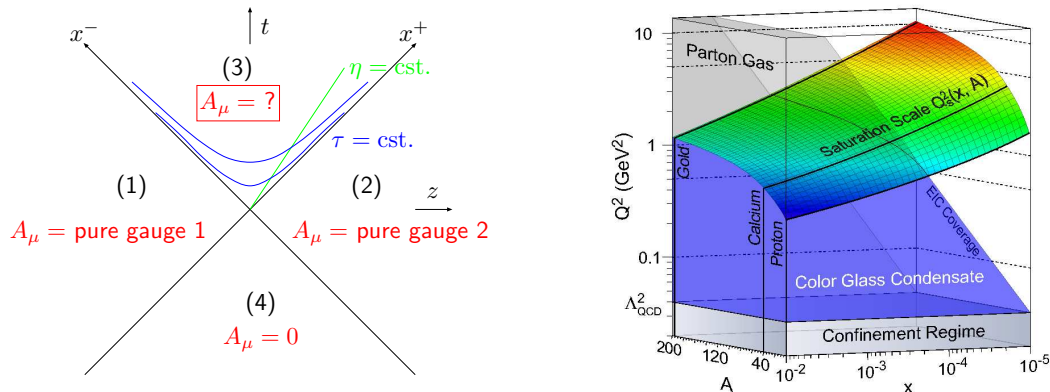 x⁻
t
x⁺
(3)
η = cst.
A_μ = ?
τ = cst.
(1)
(2)
z
A_μ = pure gauge 1
A_μ = pure gauge 2
(4)
A_μ = 0
10
1
0.1
Λ²_QCD
Q² (GeV²)
Parton Gas
Saturation Scale Q²_s(x, A)
Gold
Calcium
Proton
EIC Coverage
Color Glass Condensate
Confinement Regime
200
120
40
A
10⁻²
10⁻³
10⁻⁴
10⁻⁵
x